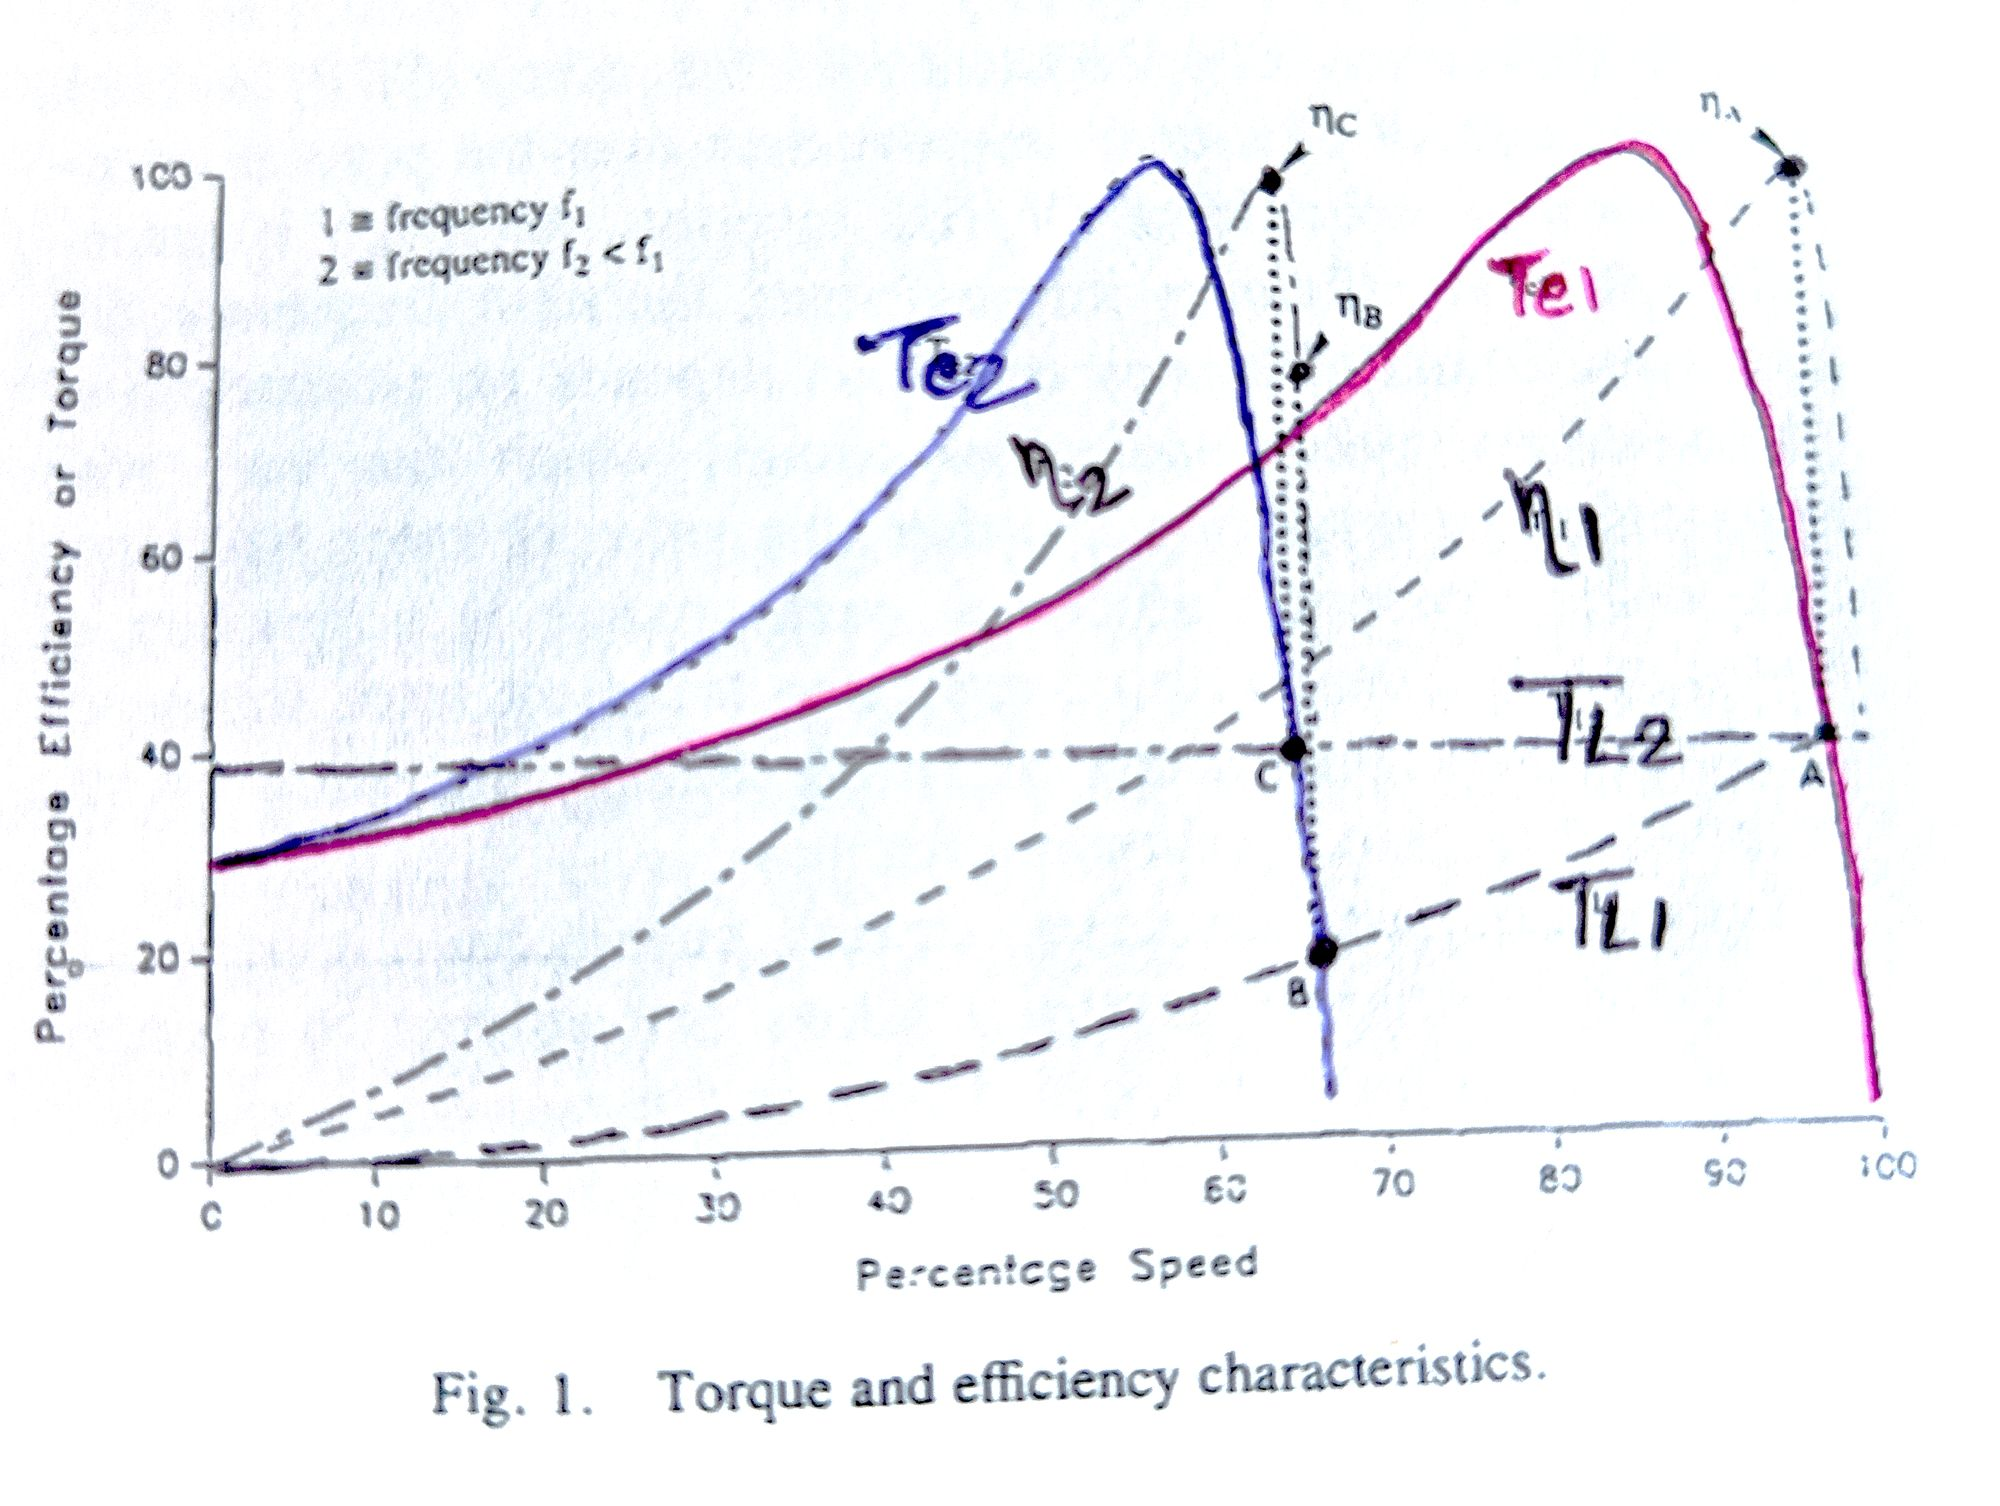 ηC
ηA
100
1 ≡ frequency f₁
2 ≡ frequency f₂ < f₁
Te1
Te2
ηB
80
η2
η1
60
TL2
40
C
A
TL1
20
B
0
0 10 20 30 40 50 60 70 80 90 100
Percentage Efficiency or Torque
Percentage Speed
Fig. 1. Torque and efficiency characteristics.